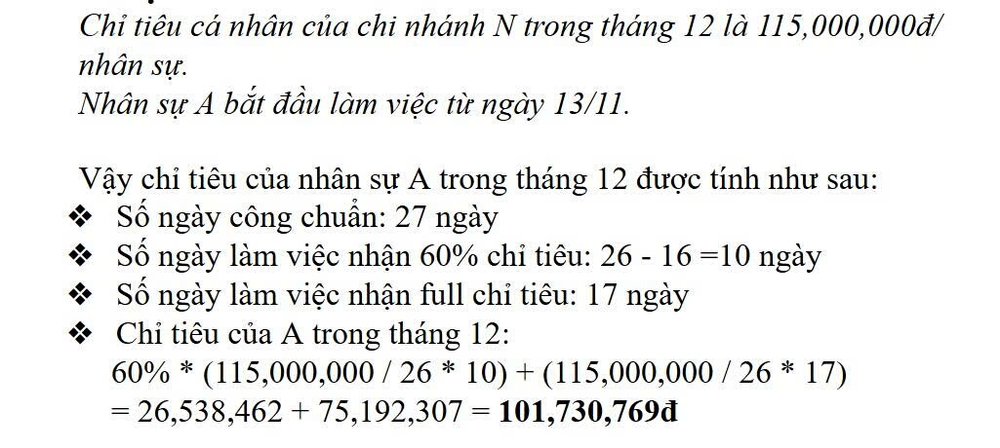 Chỉ tiêu cá nhân của chi nhánh N trong tháng 12 là 115,000,000đ/
nhân sự.
Nhân sự A bắt đầu làm việc từ ngày 13/11.
Vậy chỉ tiêu của nhân sự A trong tháng 12 được tính như sau:
❖ Số ngày công chuẩn: 27 ngày
❖ Số ngày làm việc nhận 60% chỉ tiêu: 26 - 16 =10 ngày
❖ Số ngày làm việc nhận full chỉ tiêu: 17 ngày
❖ Chỉ tiêu của A trong tháng 12:
60% * (115,000,000 / 26 * 10) + (115,000,000 / 26 * 17)
= 26,538,462 + 75,192,307 = 101,730,769đ